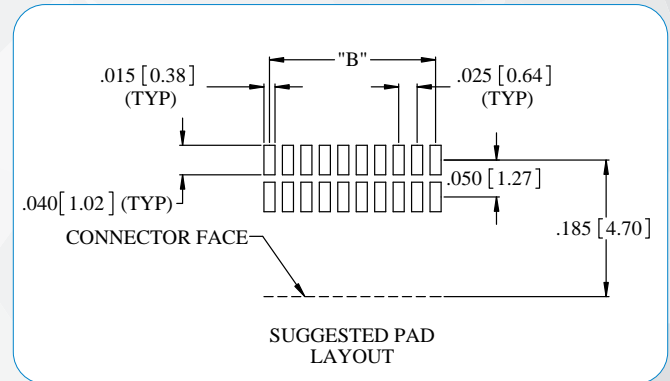 "B"
.015 [0.38]
(TYP)
.025 [0.64]
(TYP)
.050 [1.27]
.040[1.02] (TYP)
.185 [4.70]
CONNECTOR FACE
SUGGESTED PAD
LAYOUT